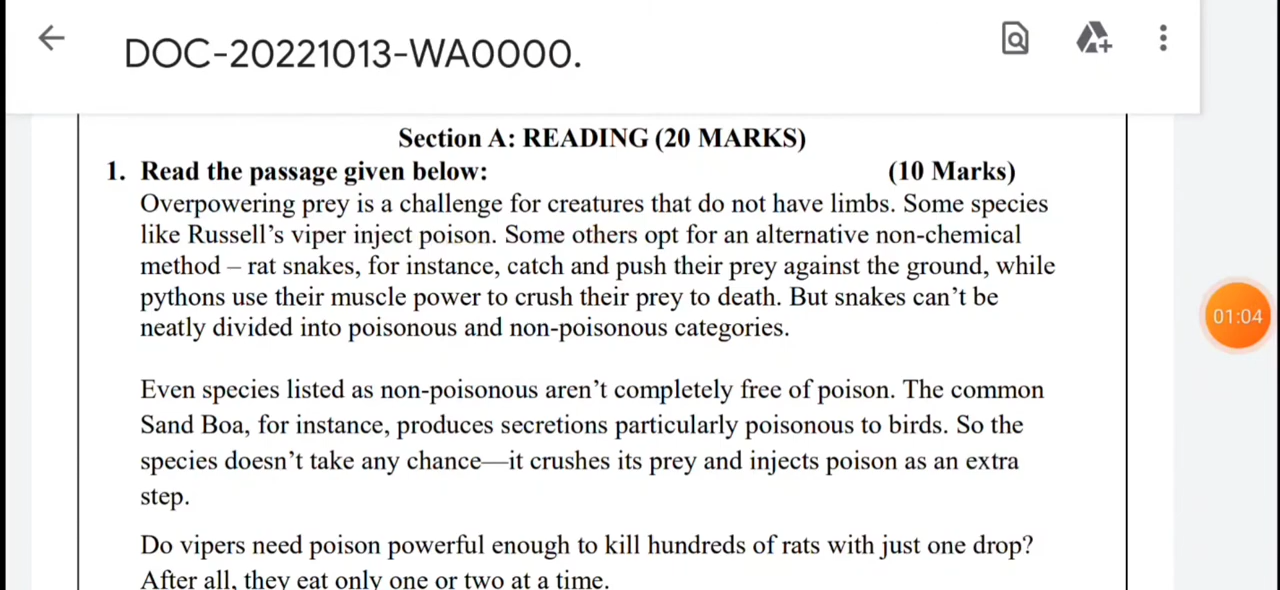 DOC-20221013-WA0000.
Section A: READING (20 MARKS)
1. Read the passage given below: (10 Marks)
Overpowering prey is a challenge for creatures that do not have limbs. Some species
like Russell’s viper inject poison. Some others opt for an alternative non-chemical
method – rat snakes, for instance, catch and push their prey against the ground, while
pythons use their muscle power to crush their prey to death. But snakes can’t be
neatly divided into poisonous and non-poisonous categories.
01:04
Even species listed as non-poisonous aren’t completely free of poison. The common
Sand Boa, for instance, produces secretions particularly poisonous to birds. So the
species doesn’t take any chance—it crushes its prey and injects poison as an extra
step.
Do vipers need poison powerful enough to kill hundreds of rats with just one drop?
After all, they eat only one or two at a time.